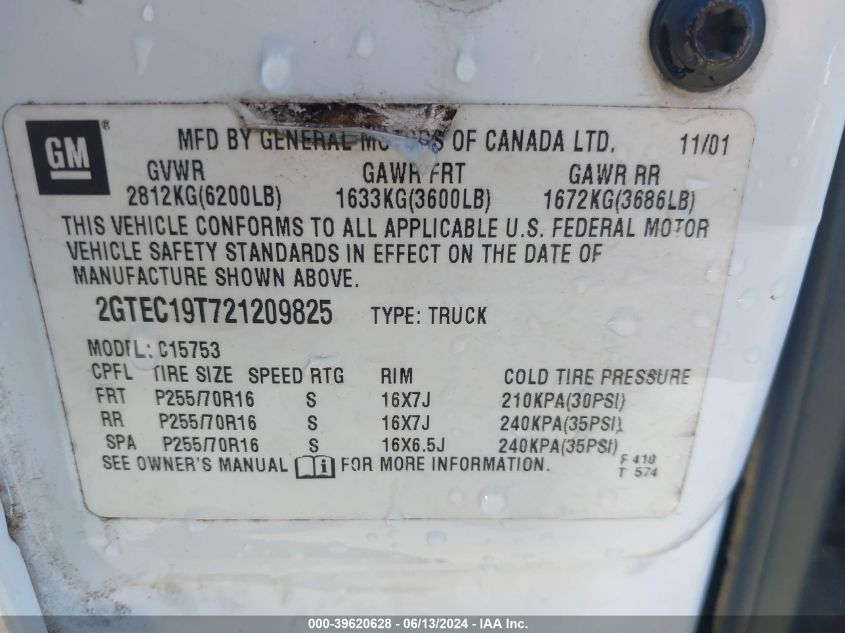 GM ® MFD BY GENERAL MOTORS OF CANADA LTD. 11/01
GVWR GAWR FRT GAWR RR
2812KG(6200LB) 1633KG(3600LB) 1672KG(3686LB)
THIS VEHICLE CONFORMS TO ALL APPLICABLE U.S. FEDERAL MOTOR
VEHICLE SAFETY STANDARDS IN EFFECT ON THE DATE OF
MANUFACTURE SHOWN ABOVE.
2GTEC19T721209825 TYPE: TRUCK
MODEL: C15753
CPFL TIRE SIZE SPEED RTG RIM COLD TIRE PRESSURE
FRT P255/70R16 S 16X7J 210KPA(30PSI)
RR P255/70R16 S 16X7J 240KPA(35PSI)
SPA P255/70R16 S 16X6.5J 240KPA(35PSI)
SEE OWNER'S MANUAL i FOR MORE INFORMATION. F 410
T 574
000-39620628 - 06/13/2024 - IAA Inc.